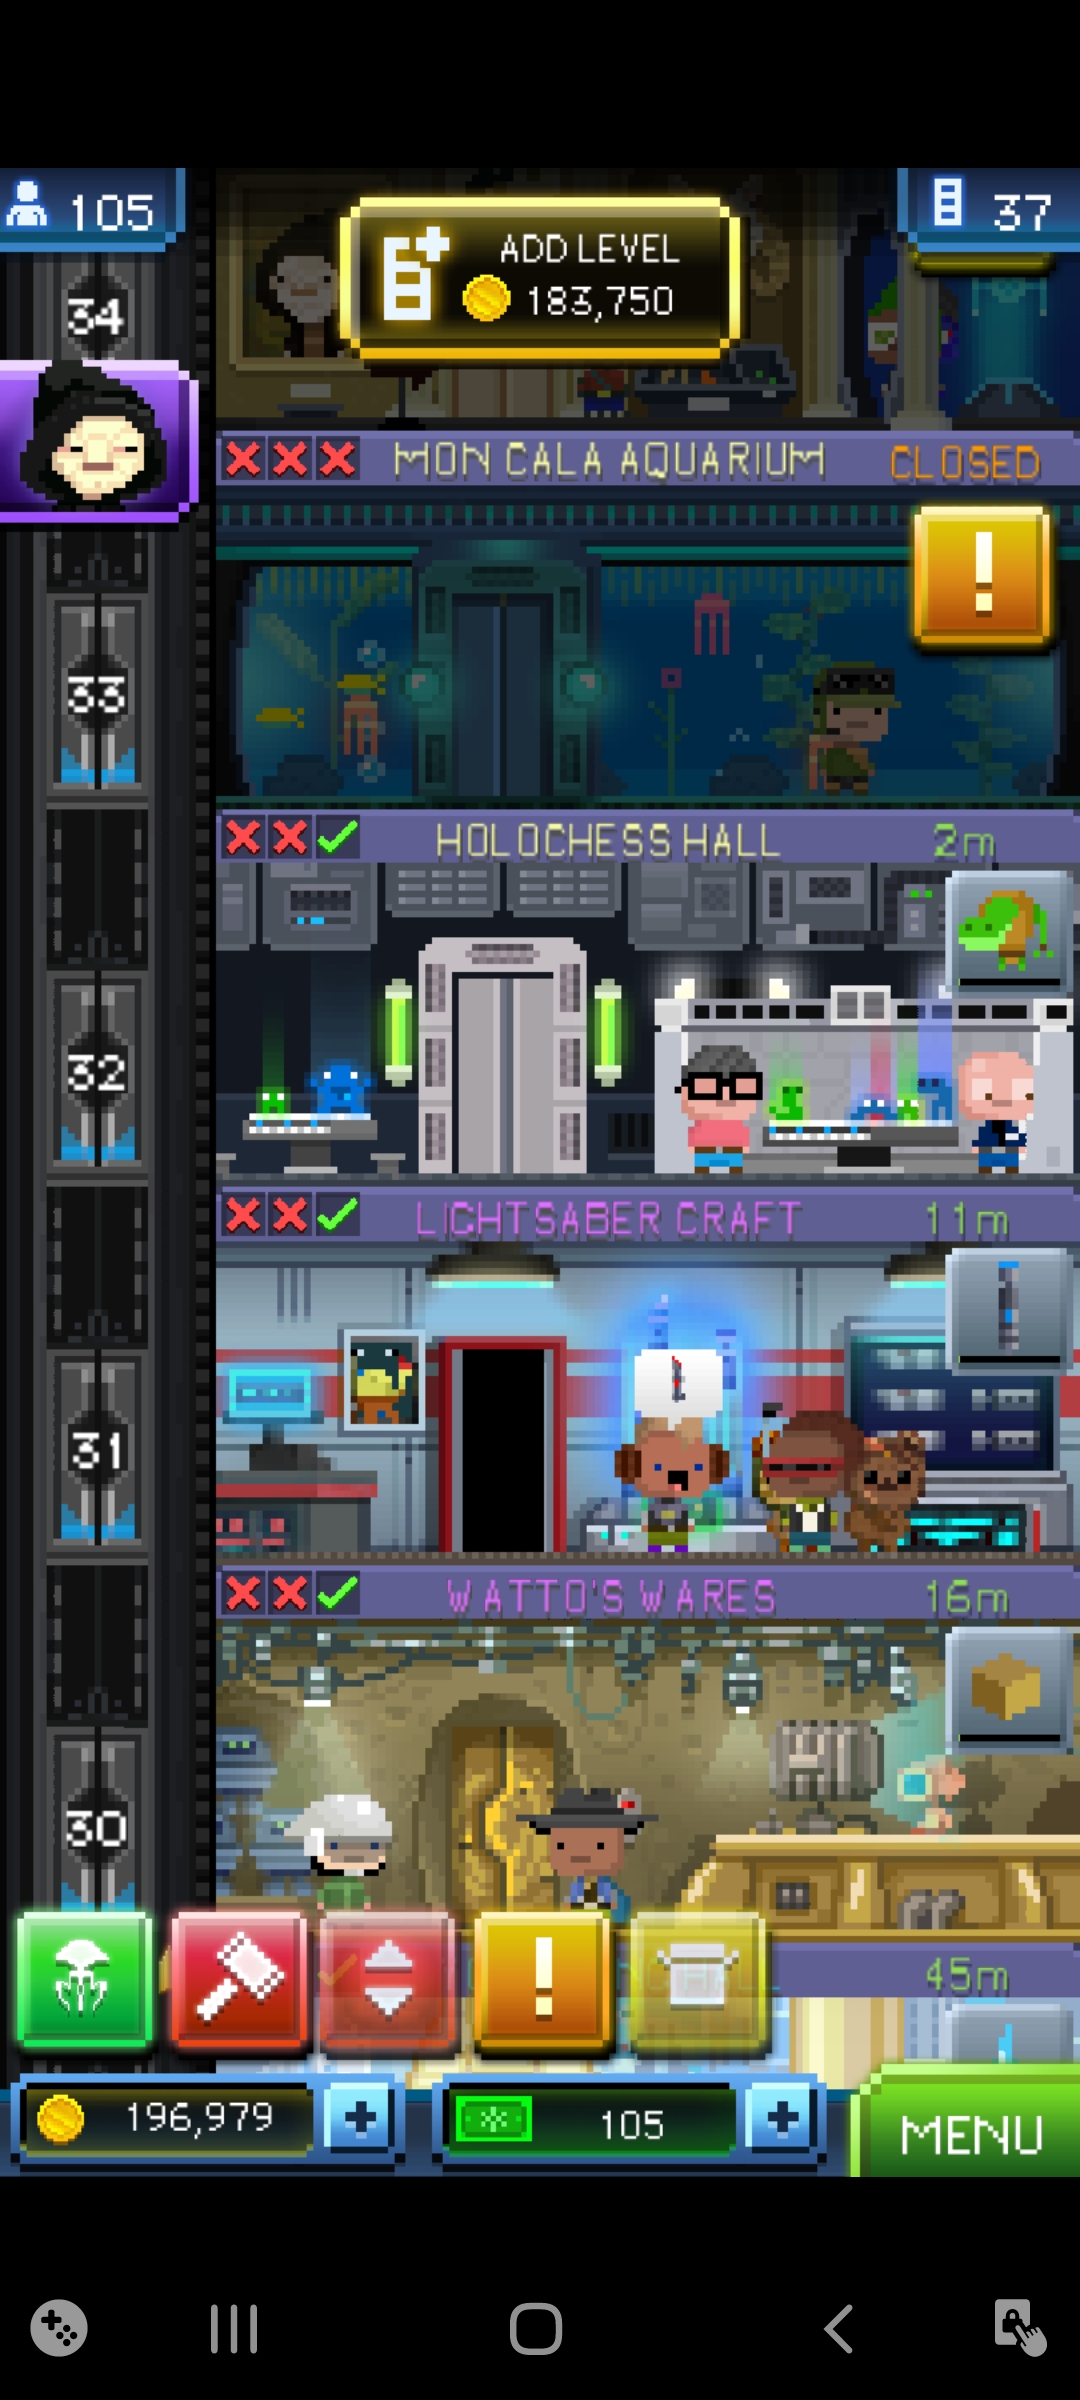 105
ADD LEVEL
183,750
37
34
MON CALA AQUARIUM
CLOSED
!
33
HOLOCHESS HALL
2m
32
LIGHTSABER CRAFT
11m
31
WATTO'S WARES
16m
30
!
45m
196,979
+
105
+
MENU